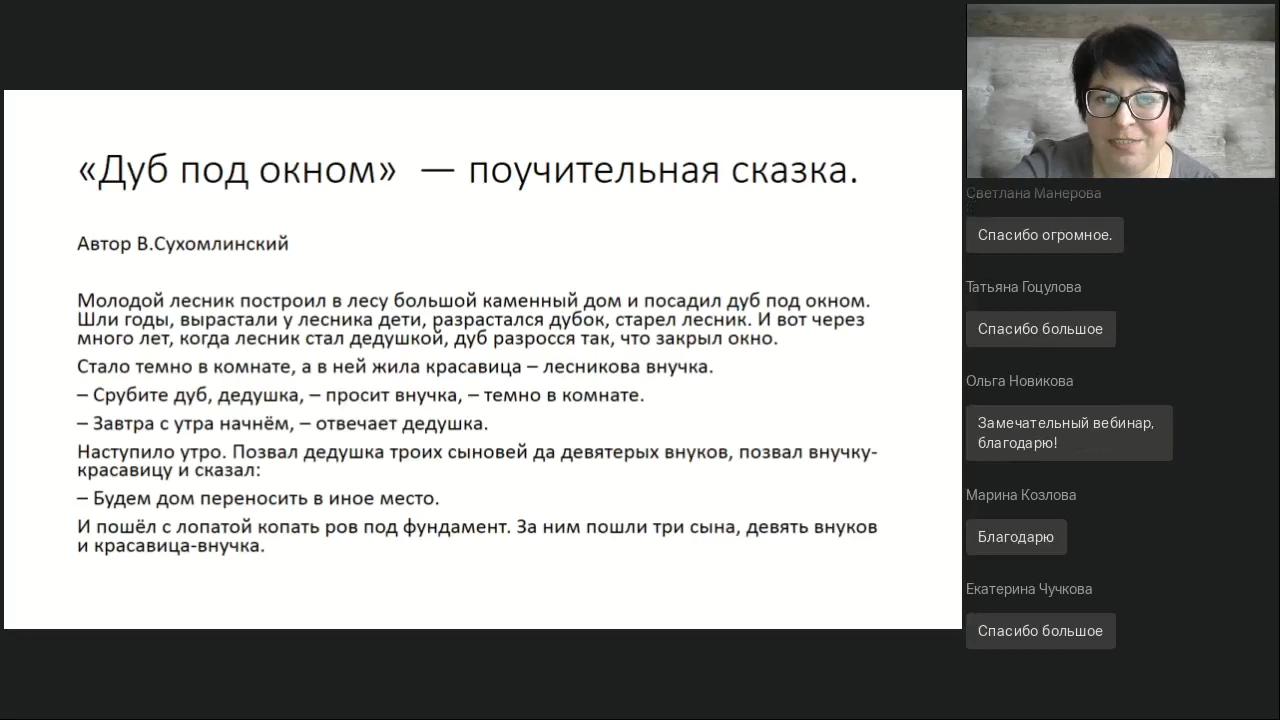 «Дуб под окном» — поучительная сказка.
Автор В.Сухомлинский
Молодой лесник построил в лесу большой каменный дом и посадил дуб под окном.
Шли годы, вырастали у лесника дети, разрастался дубок, старел лесник. И вот через
много лет, когда лесник стал дедушкой, дуб разросся так, что закрыл окно.
Стало темно в комнате, а в ней жила красавица – лесникова внучка.
– Срубите дуб, дедушка, – просит внучка, – темно в комнате.
– Завтра с утра начнём, – отвечает дедушка.
Наступило утро. Позвал дедушка троих сыновей да девятерых внуков, позвал внучку-
красавицу и сказал:
– Будем дом переносить в иное место.
И пошёл с лопатой копать ров под фундамент. За ним пошли три сына, девять внуков
и красавица-внучка.
Светлана Манерова
Спасибо огромное.
Татьяна Гоцулова
Спасибо большое
Ольга Новикова
Замечательный вебинар,
благодарю!
Марина Козлова
Благодарю
Екатерина Чучкова
Спасибо большое